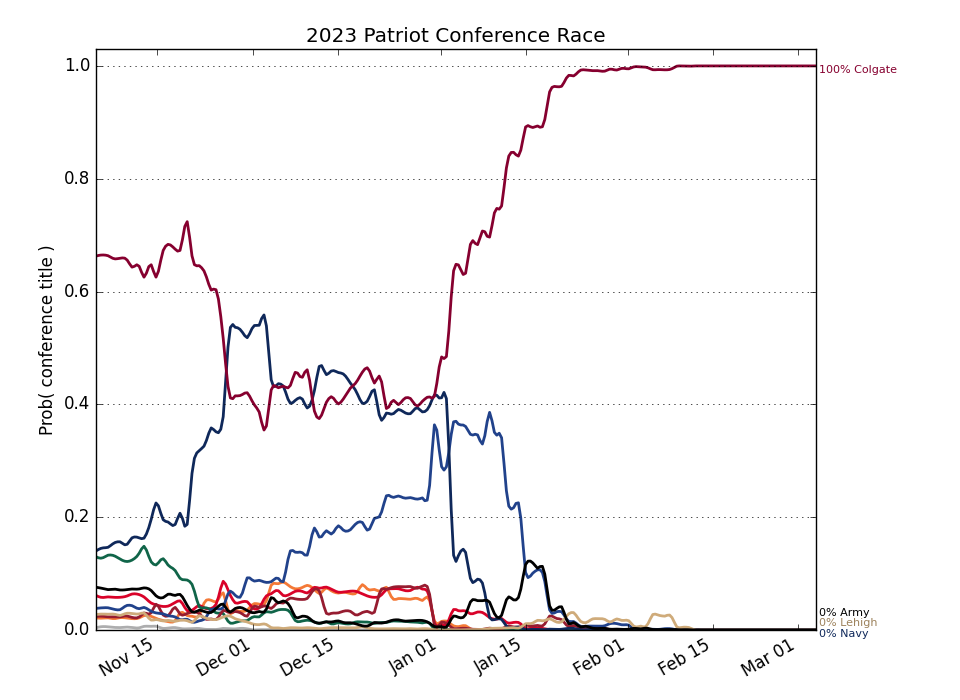 2023 Patriot Conference Race
Prob( conference title )
1.0
0.8
0.6
0.4
0.2
0.0
100% Colgate
0% Army
0% Lehigh
0% Navy
Nov 15
Dec 01
Dec 15
Jan 01
Jan 15
Feb 01
Feb 15
Mar 01